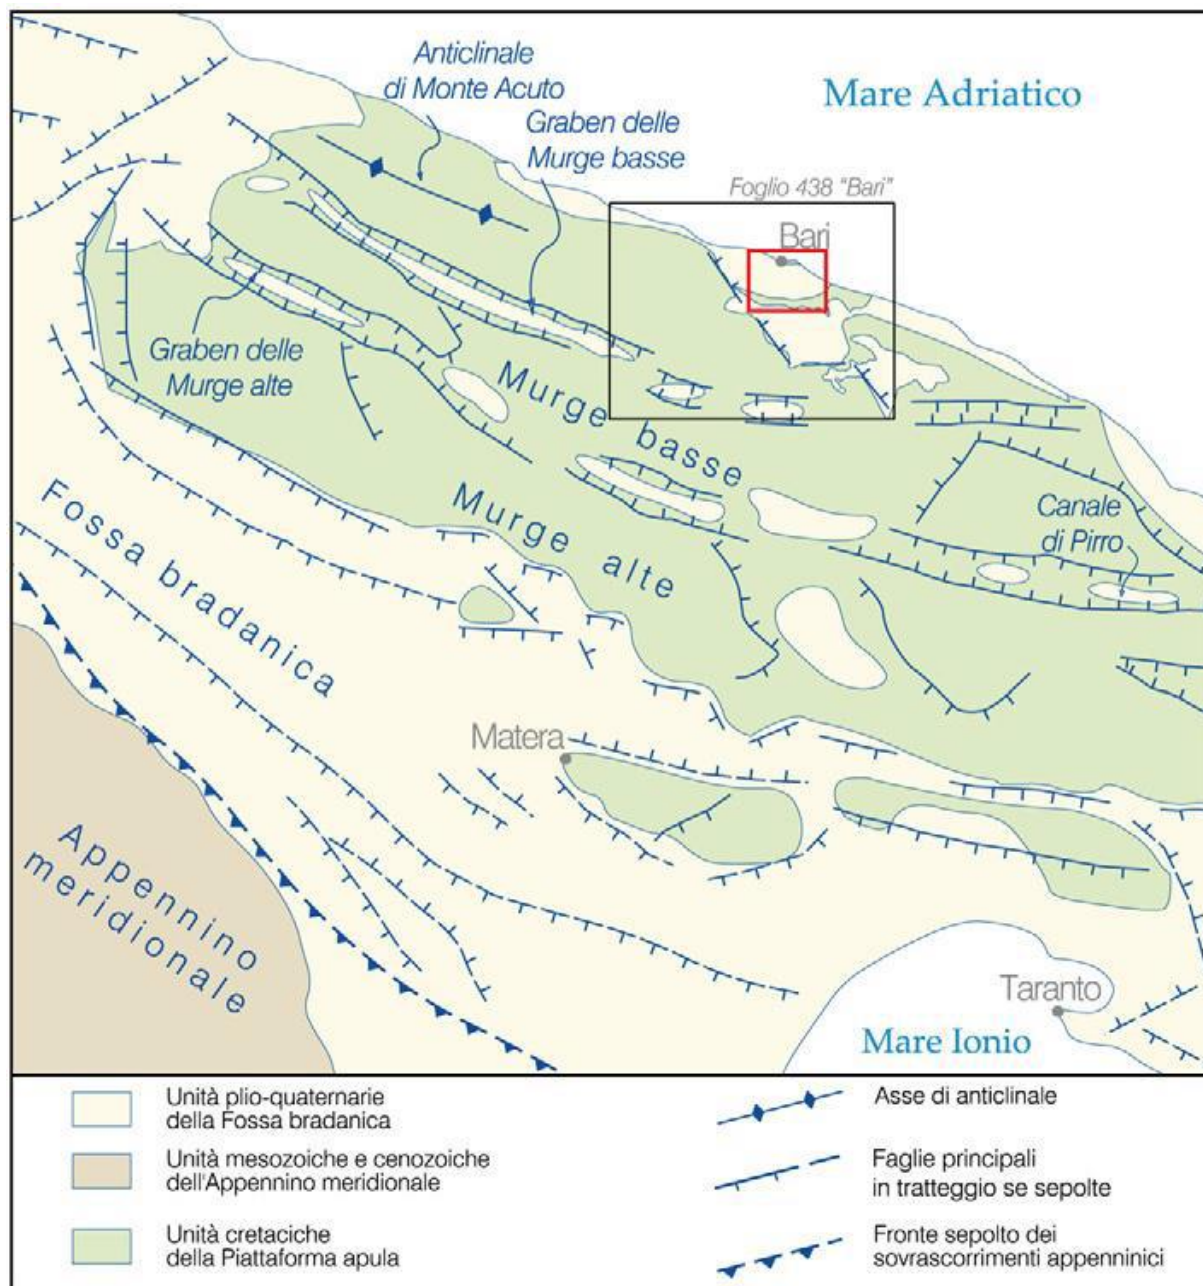 Anticlinale
di Monte Acuto
Graben delle
Murge basse
Mare Adriatico
Foglio 438 "Bari"
Bari
Graben delle
Murge alte
Murge basse
Murge alte
Fossa bradanica
Canale
di Pirro
Matera
Appennino
meridionale
Taranto
Mare Ionio
Unità plio-quaternarie
della Fossa bradanica
Unità mesozoiche e cenozoiche
dell'Appennino meridionale
Unità cretaciche
della Piattaforma apula
Asse di anticlinale
Faglie principali
in tratteggio se sepolte
Fronte sepolto dei
sovrascorrimenti appenninici